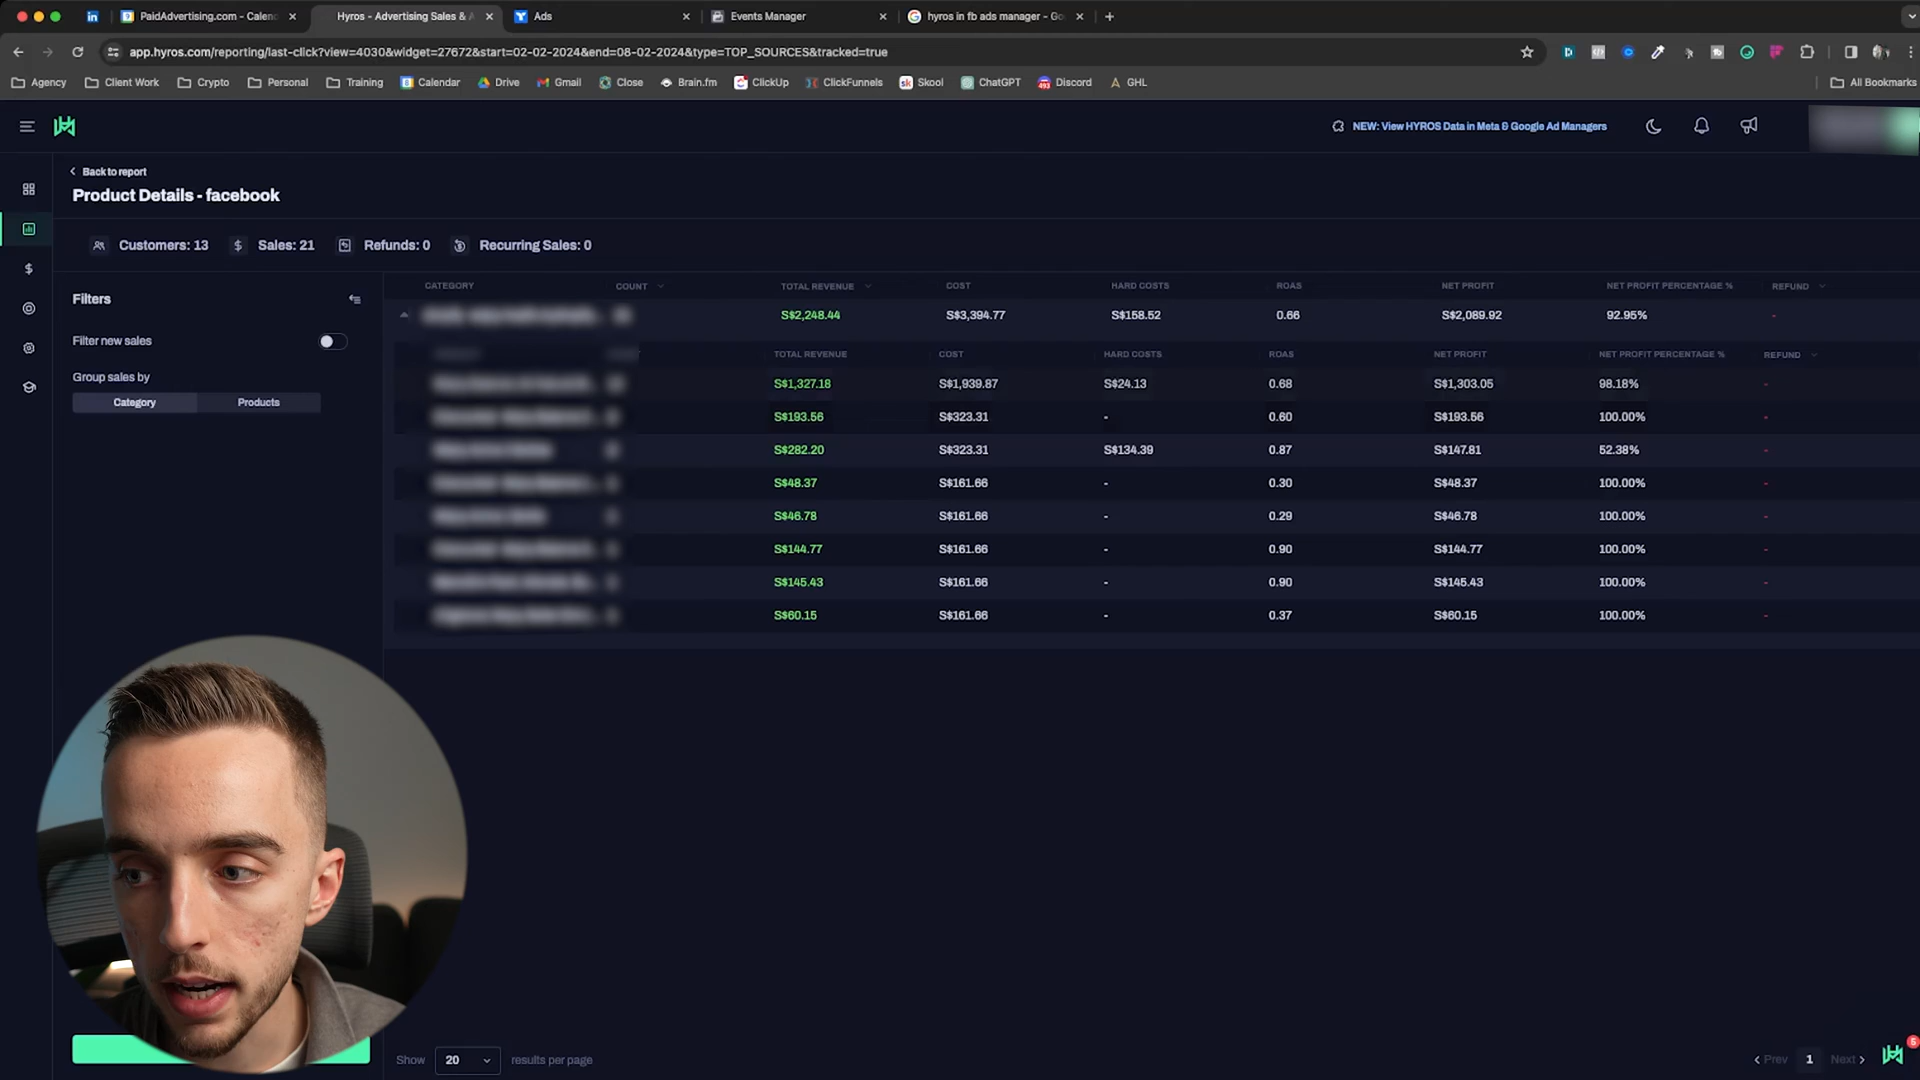 PaidAdvertising.com - Calend
Hyros - Advertising Sales & A
Ads
Events Manager
hyros in fb ads manager - Go
app.hyros.com/reporting/last-click?view=4030&widget=27672&start=02-02-2024&end=08-02-2024&type=TOP_SOURCES&tracked=true
Agency
Client Work
Crypto
Personal
Training
Calendar
Drive
Gmail
Close
Brain.fm
ClickUp
ClickFunnels
Skool
ChatGPT
Discord
GHL
All Bookmarks
NEW: View HYROS Data in Meta & Google Ad Managers
Back to report
Product Details - facebook
Customers: 13
Sales: 21
Refunds: 0
Recurring Sales: 0
Filters
Filter new sales
Group sales by
Category
Products
CATEGORY COUNT TOTAL REVENUE COST HARD COSTS ROAS NET PROFIT NET PROFIT PERCENTAGE % REFUND
S$2,248.44 S$3,394.77 S$158.52 0.66 S$2,089.92 92.95% -
TOTAL REVENUE COST HARD COSTS ROAS NET PROFIT NET PROFIT PERCENTAGE % REFUND
S$1,327.18 S$1,939.87 S$24.13 0.68 S$1,303.05 98.18% -
S$193.56 S$323.31 - 0.60 S$193.56 100.00% -
S$282.20 S$323.31 S$134.39 0.87 S$147.81 52.38% -
S$48.37 S$161.66 - 0.30 S$48.37 100.00% -
S$46.78 S$161.66 - 0.29 S$46.78 100.00% -
S$144.77 S$161.66 - 0.90 S$144.77 100.00% -
S$145.43 S$161.66 - 0.90 S$145.43 100.00% -
S$60.15 S$161.66 - 0.37 S$60.15 100.00% -
Show 20 results per page
Prev 1 Next
5